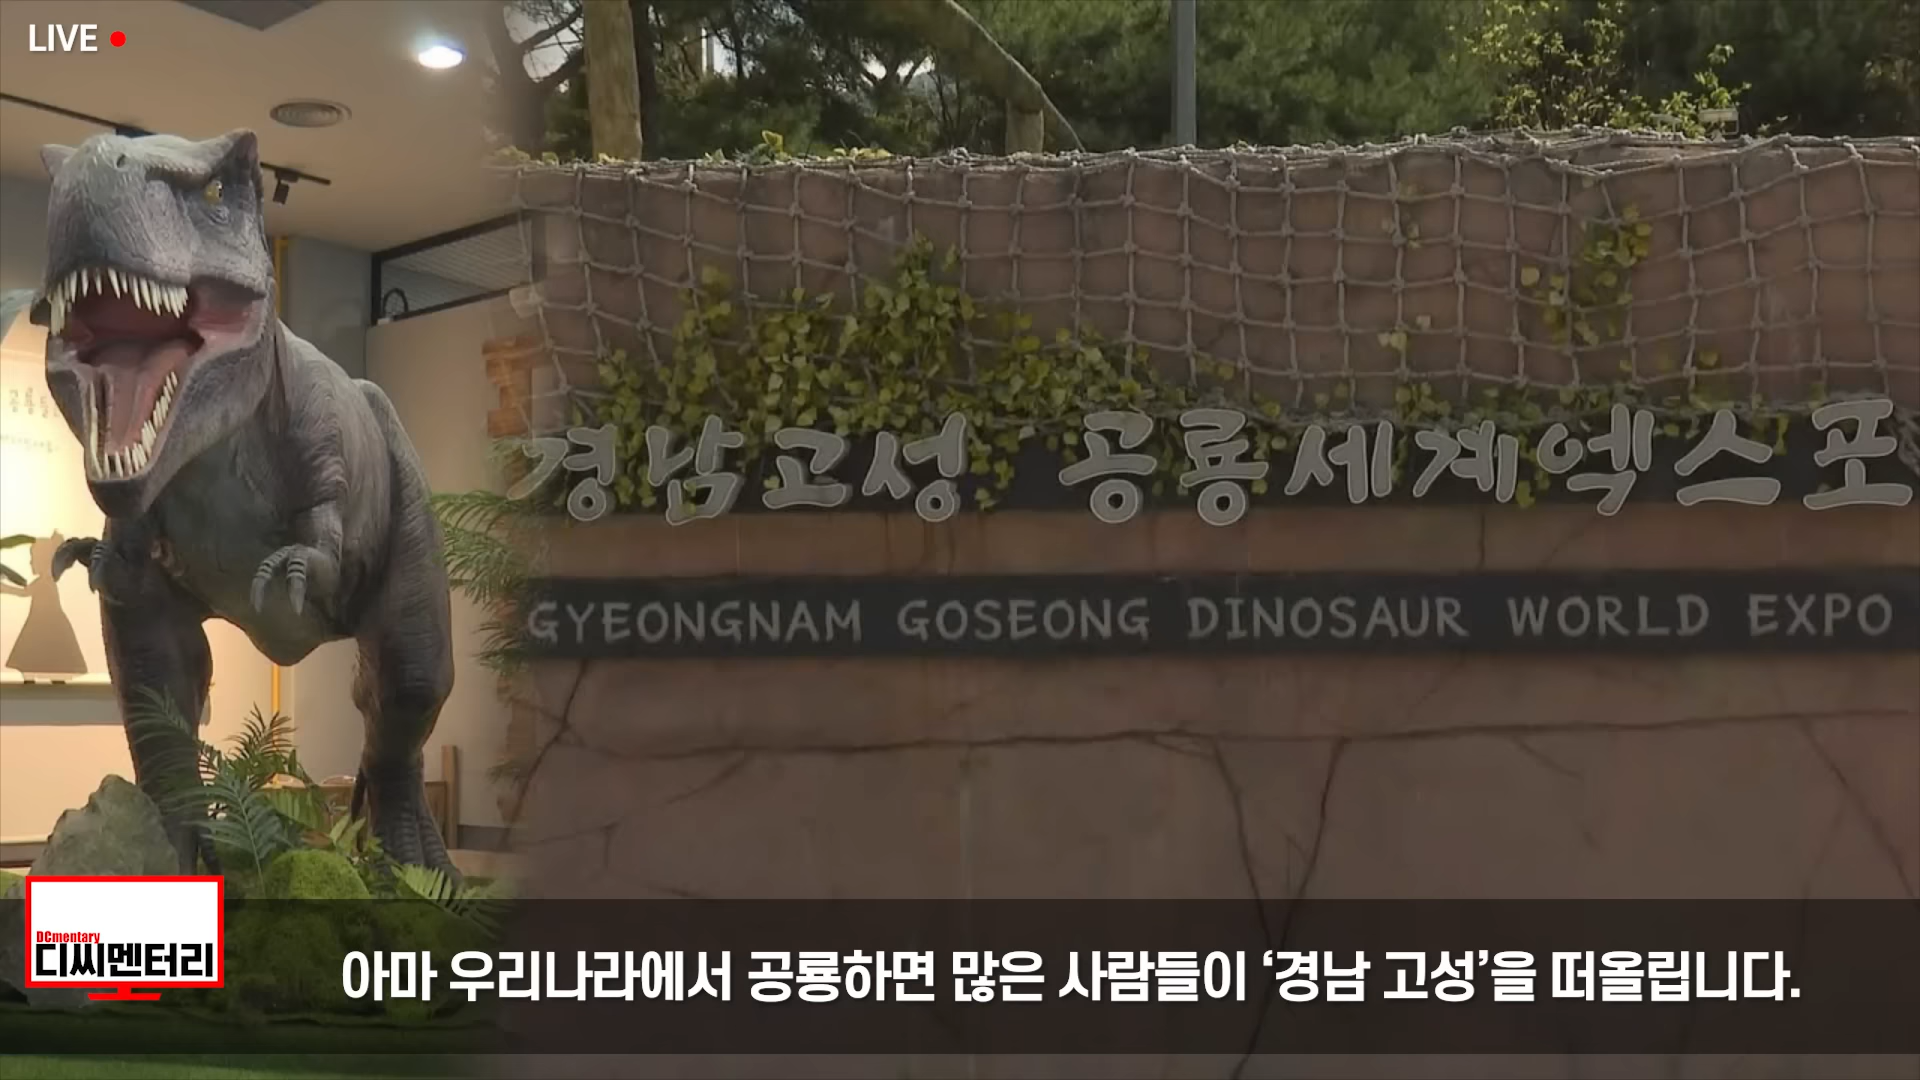 LIVE
경남고성 공룡세계엑스포
GYEONGNAM GOSEONG DINOSAUR WORLD EXPO
DCmentary
디씨멘터리
아마 우리나라에서 공룡하면 많은 사람들이 ‘경남 고성’을 떠올립니다.